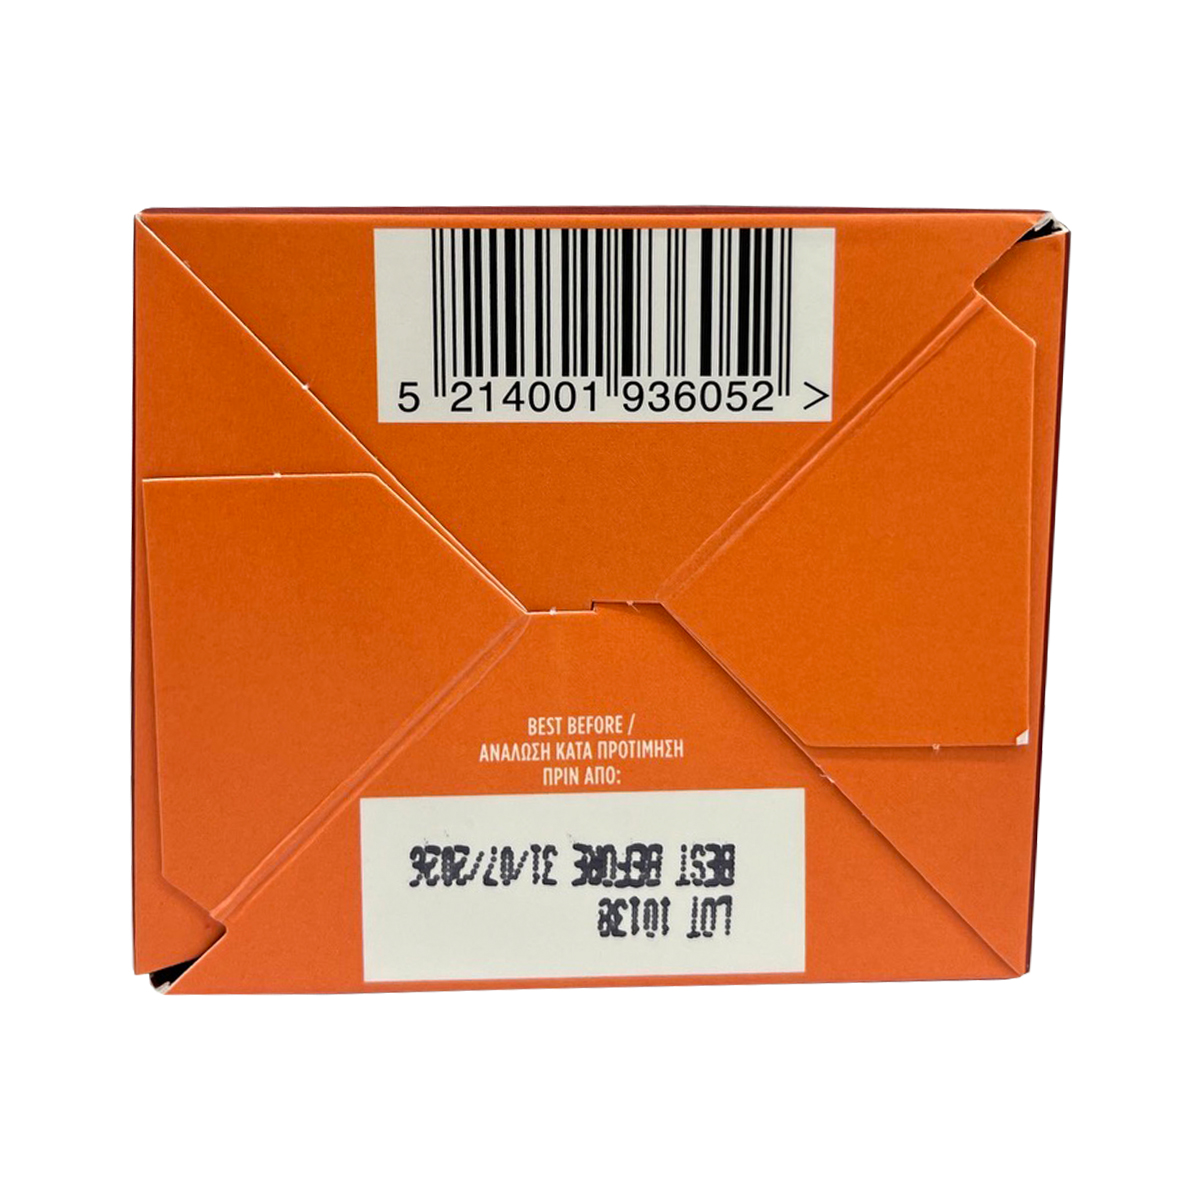 5 214001 936052 >
BEST BEFORE /
ΑΝΑΛΩΣΗ ΚΑΤΑ ΠΡΟΤΙΜΗΣΗ
ΠΡΙΝ ΑΠΟ:
LOT 10138
BEST BEFORE 31/07/2026